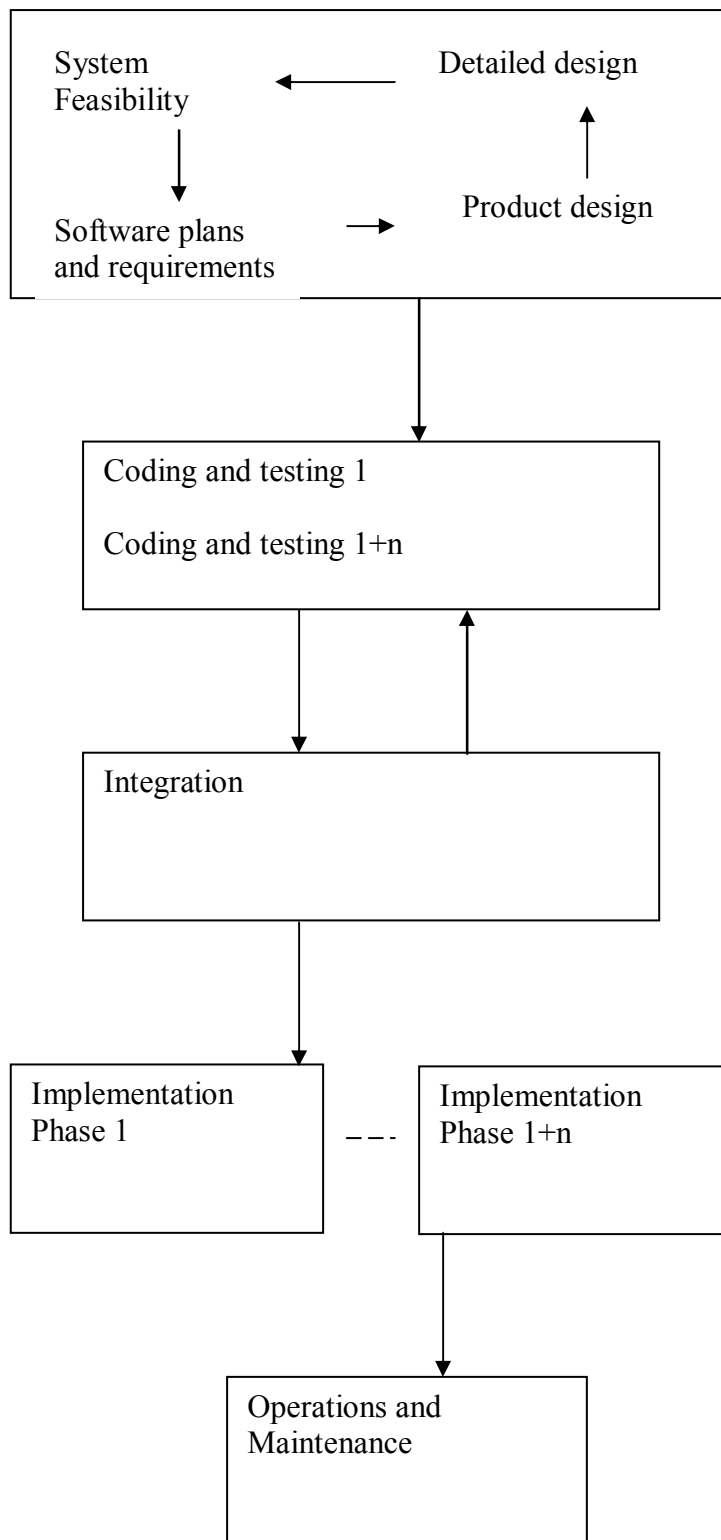 System
Feasibility
Detailed design
Software plans
and requirements
Product design
Coding and testing 1
Coding and testing 1+n
Integration
Implementation
Phase 1
Implementation
Phase 1+n
Operations and
Maintenance